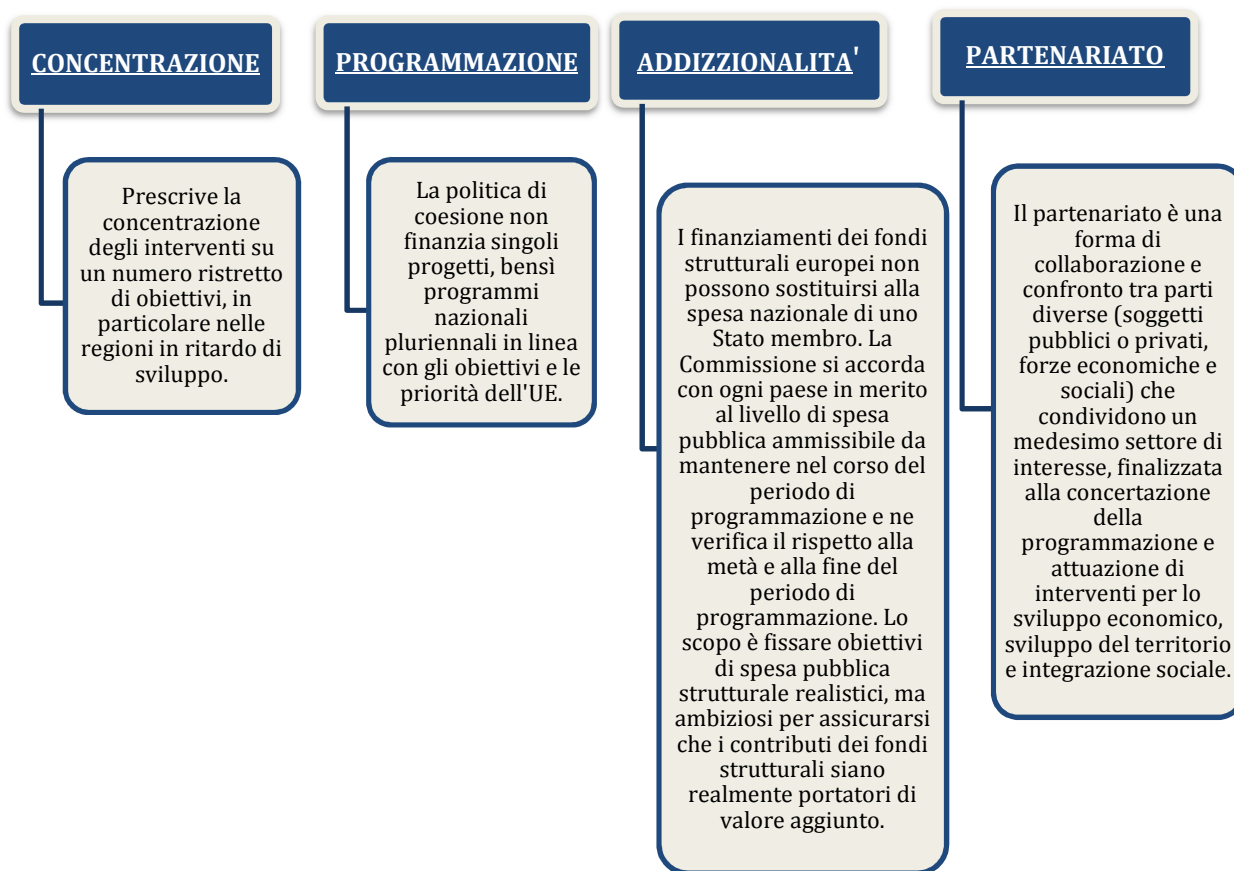 CONCENTRAZIONE
Prescrive la
concentrazione
degli interventi su
un numero ristretto
di obiettivi, in
particolare nelle
regioni in ritardo di
sviluppo.
PROGRAMMAZIONE
La politica di
coesione non
finanzia singoli
progetti, bensì
programmi
nazionali
pluriennali in linea
con gli obiettivi e le
priorità dell'UE.
ADDIZZIONALITA'
I finanziamenti dei fondi
strutturali europei non
possono sostituirsi alla
spesa nazionale di uno
Stato membro. La
Commissione si accorda
con ogni paese in merito
al livello di spesa
pubblica ammissibile da
mantenere nel corso del
periodo di
programmazione e ne
verifica il rispetto alla
metà e alla fine del
periodo di
programmazione. Lo
scopo è fissare obiettivi
di spesa pubblica
strutturale realistici, ma
ambiziosi per assicurarsi
che i contributi dei fondi
strutturali siano
realmente portatori di
valore aggiunto.
PARTENARIATO
Il partenariato è una
forma di
collaborazione e
confronto tra parti
diverse (soggetti
pubblici o privati,
forze economiche e
sociali) che
condividono un
medesimo settore di
interesse, finalizzata
alla concertazione
della
programmazione e
attuazione di
interventi per lo
sviluppo economico,
sviluppo del territorio
e integrazione sociale.